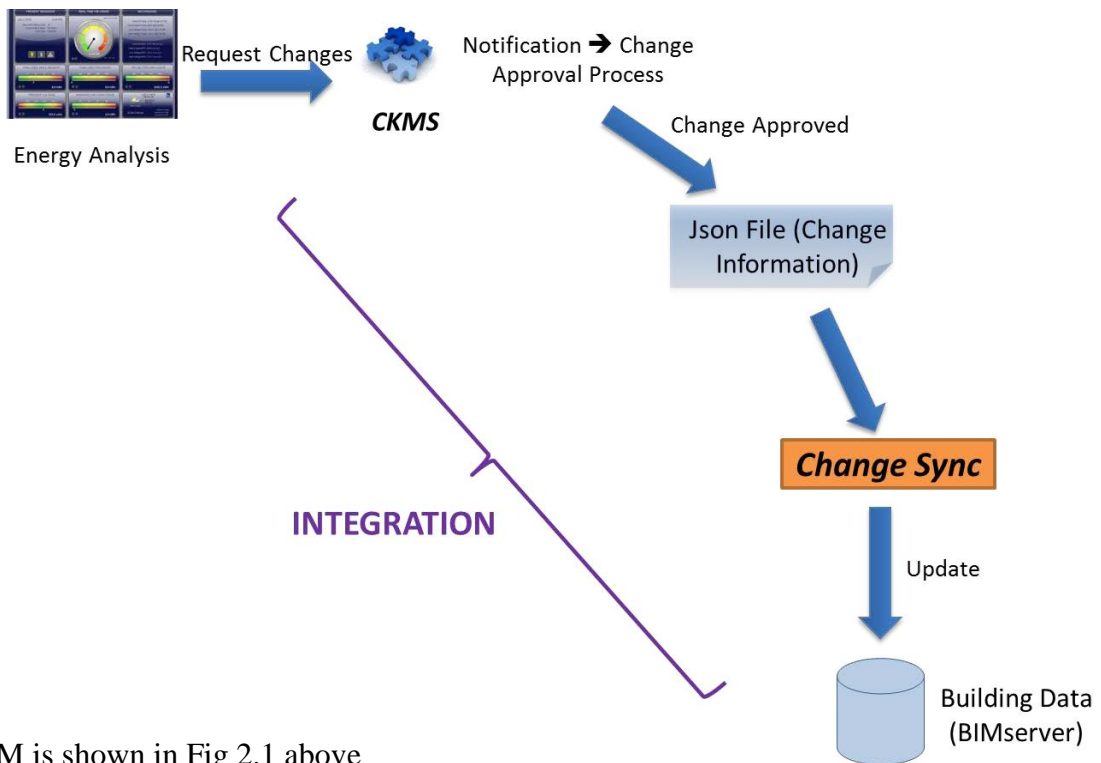 Request Changes
Notification ➔ Change
Approval Process
CKMS
Energy Analysis
Change Approved
Json File (Change
Information)
Change Sync
INTEGRATION
Update
Building Data
(BIMserver)
M is shown in Fig 2.1 above